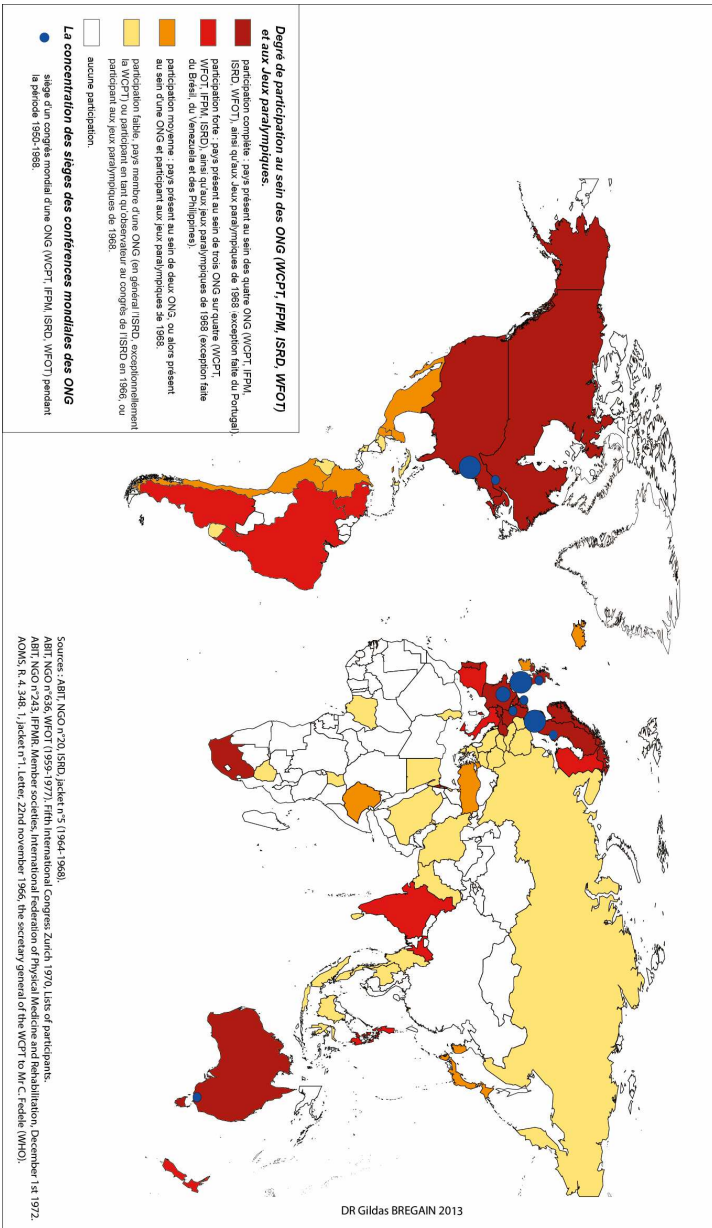 Degré de participation au sein des ONG (WCPT, IFPM, ISRD, WFOT)
et aux Jeux paralympiques.
participation complète : pays présent au sein des quatre ONG (WCPT, IFPM,
ISRD, WFOT), ainsi qu'aux Jeux paralympiques de 1968 (exception faite du Portugal).
participation forte : pays présent au sein de trois ONG sur quatre (WCPT,
WFOT, IFPM, ISRD), ainsi qu'aux jeux paralympiques de 1968 (exception faite
du Brésil, du Venezuela et des Philippines).
participation moyenne : pays présent au sein de deux ONG, ou alors présent
au sein d'une ONG et participant aux jeux paralympiques de 1968.
participation faible, pays membre d'une ONG (en général l'ISRD, exceptionnellement
la WCPT) ou participant en tant qu'observateur au congrès de l'ISRD en 1966, ou
participant aux jeux paralympiques de 1968.
aucune participation.
La concentration des sièges des conférences mondiales des ONG
siège d'un congrès mondial d'une ONG (WCPT, IFPM, ISRD, WFOT) pendant
la période 1950-1968.
Sources : ABIT, NGO n°20, ISRD, jacket n°5 (1964-1968).
ABIT, NGO n°636, WFOT (1959-1977). Fifth International Congress Zurich 1970, Lists of participants.
ABIT, NGO n°243, IFPMR. Member societies, International Federation of Physical Medicine and Rehabilitation, December 1st 1972.
AOMS, R. 4. 348. 1, jacket n°1. Letter, 22nd november 1966, the secretary general of the WCPT to Mr C. Fedele (WHO).
DR Gildas BREGAIN 2013